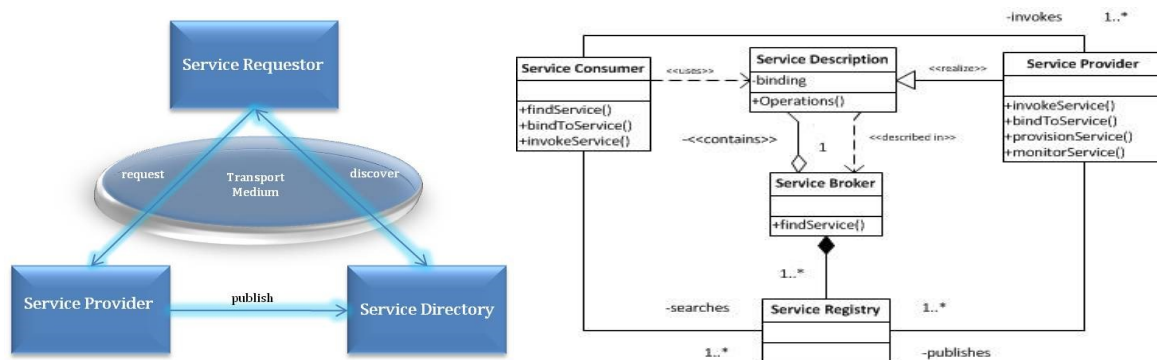 Service Requestor
request
Transport
Medium
discover
Service Provider
publish
Service Directory
-invokes
1..*
Service Consumer
+findService()
+bindToService()
+invokeService()
<<uses>>
Service Description
-binding
+Operations()
<<realize>>
Service Provider
+invokeService()
+bindToService()
+provisionService()
+monitorService()
-<<contains>>
1
<<described in>>
Service Broker
+findService()
1..*
-searches
1..*
Service Registry
1..*
-publishes